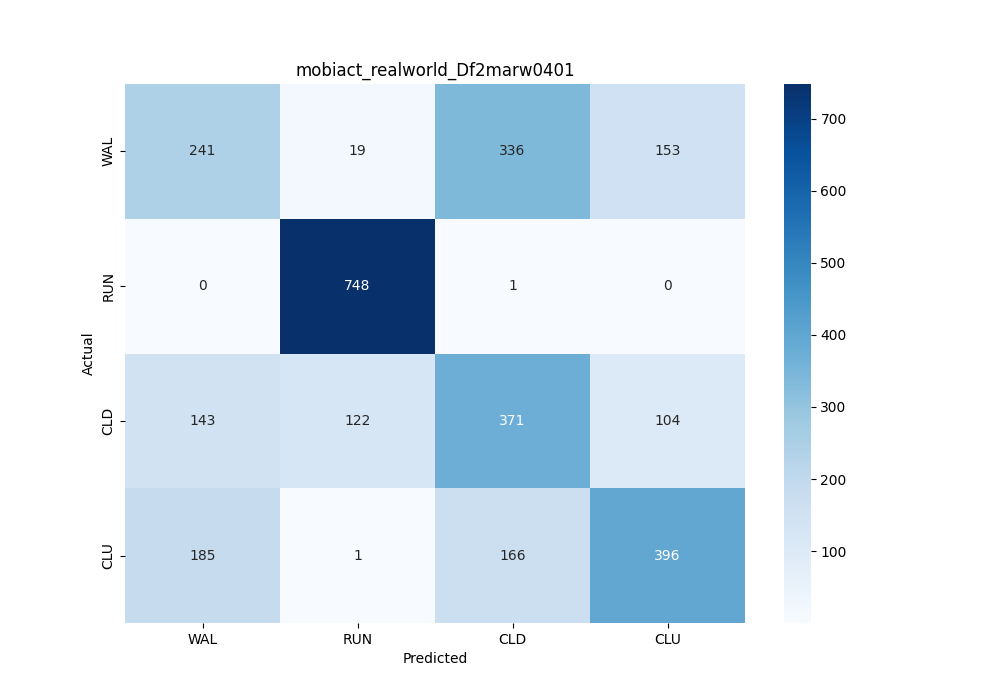 mobiact_realworld_Df2marw0401
WAL 241 19 336 153
RUN 0 748 1 0
CLD 143 122 371 104
CLU 185 1 166 396
WAL RUN CLD CLU
Predicted
Actual
700
600
500
400
300
200
100